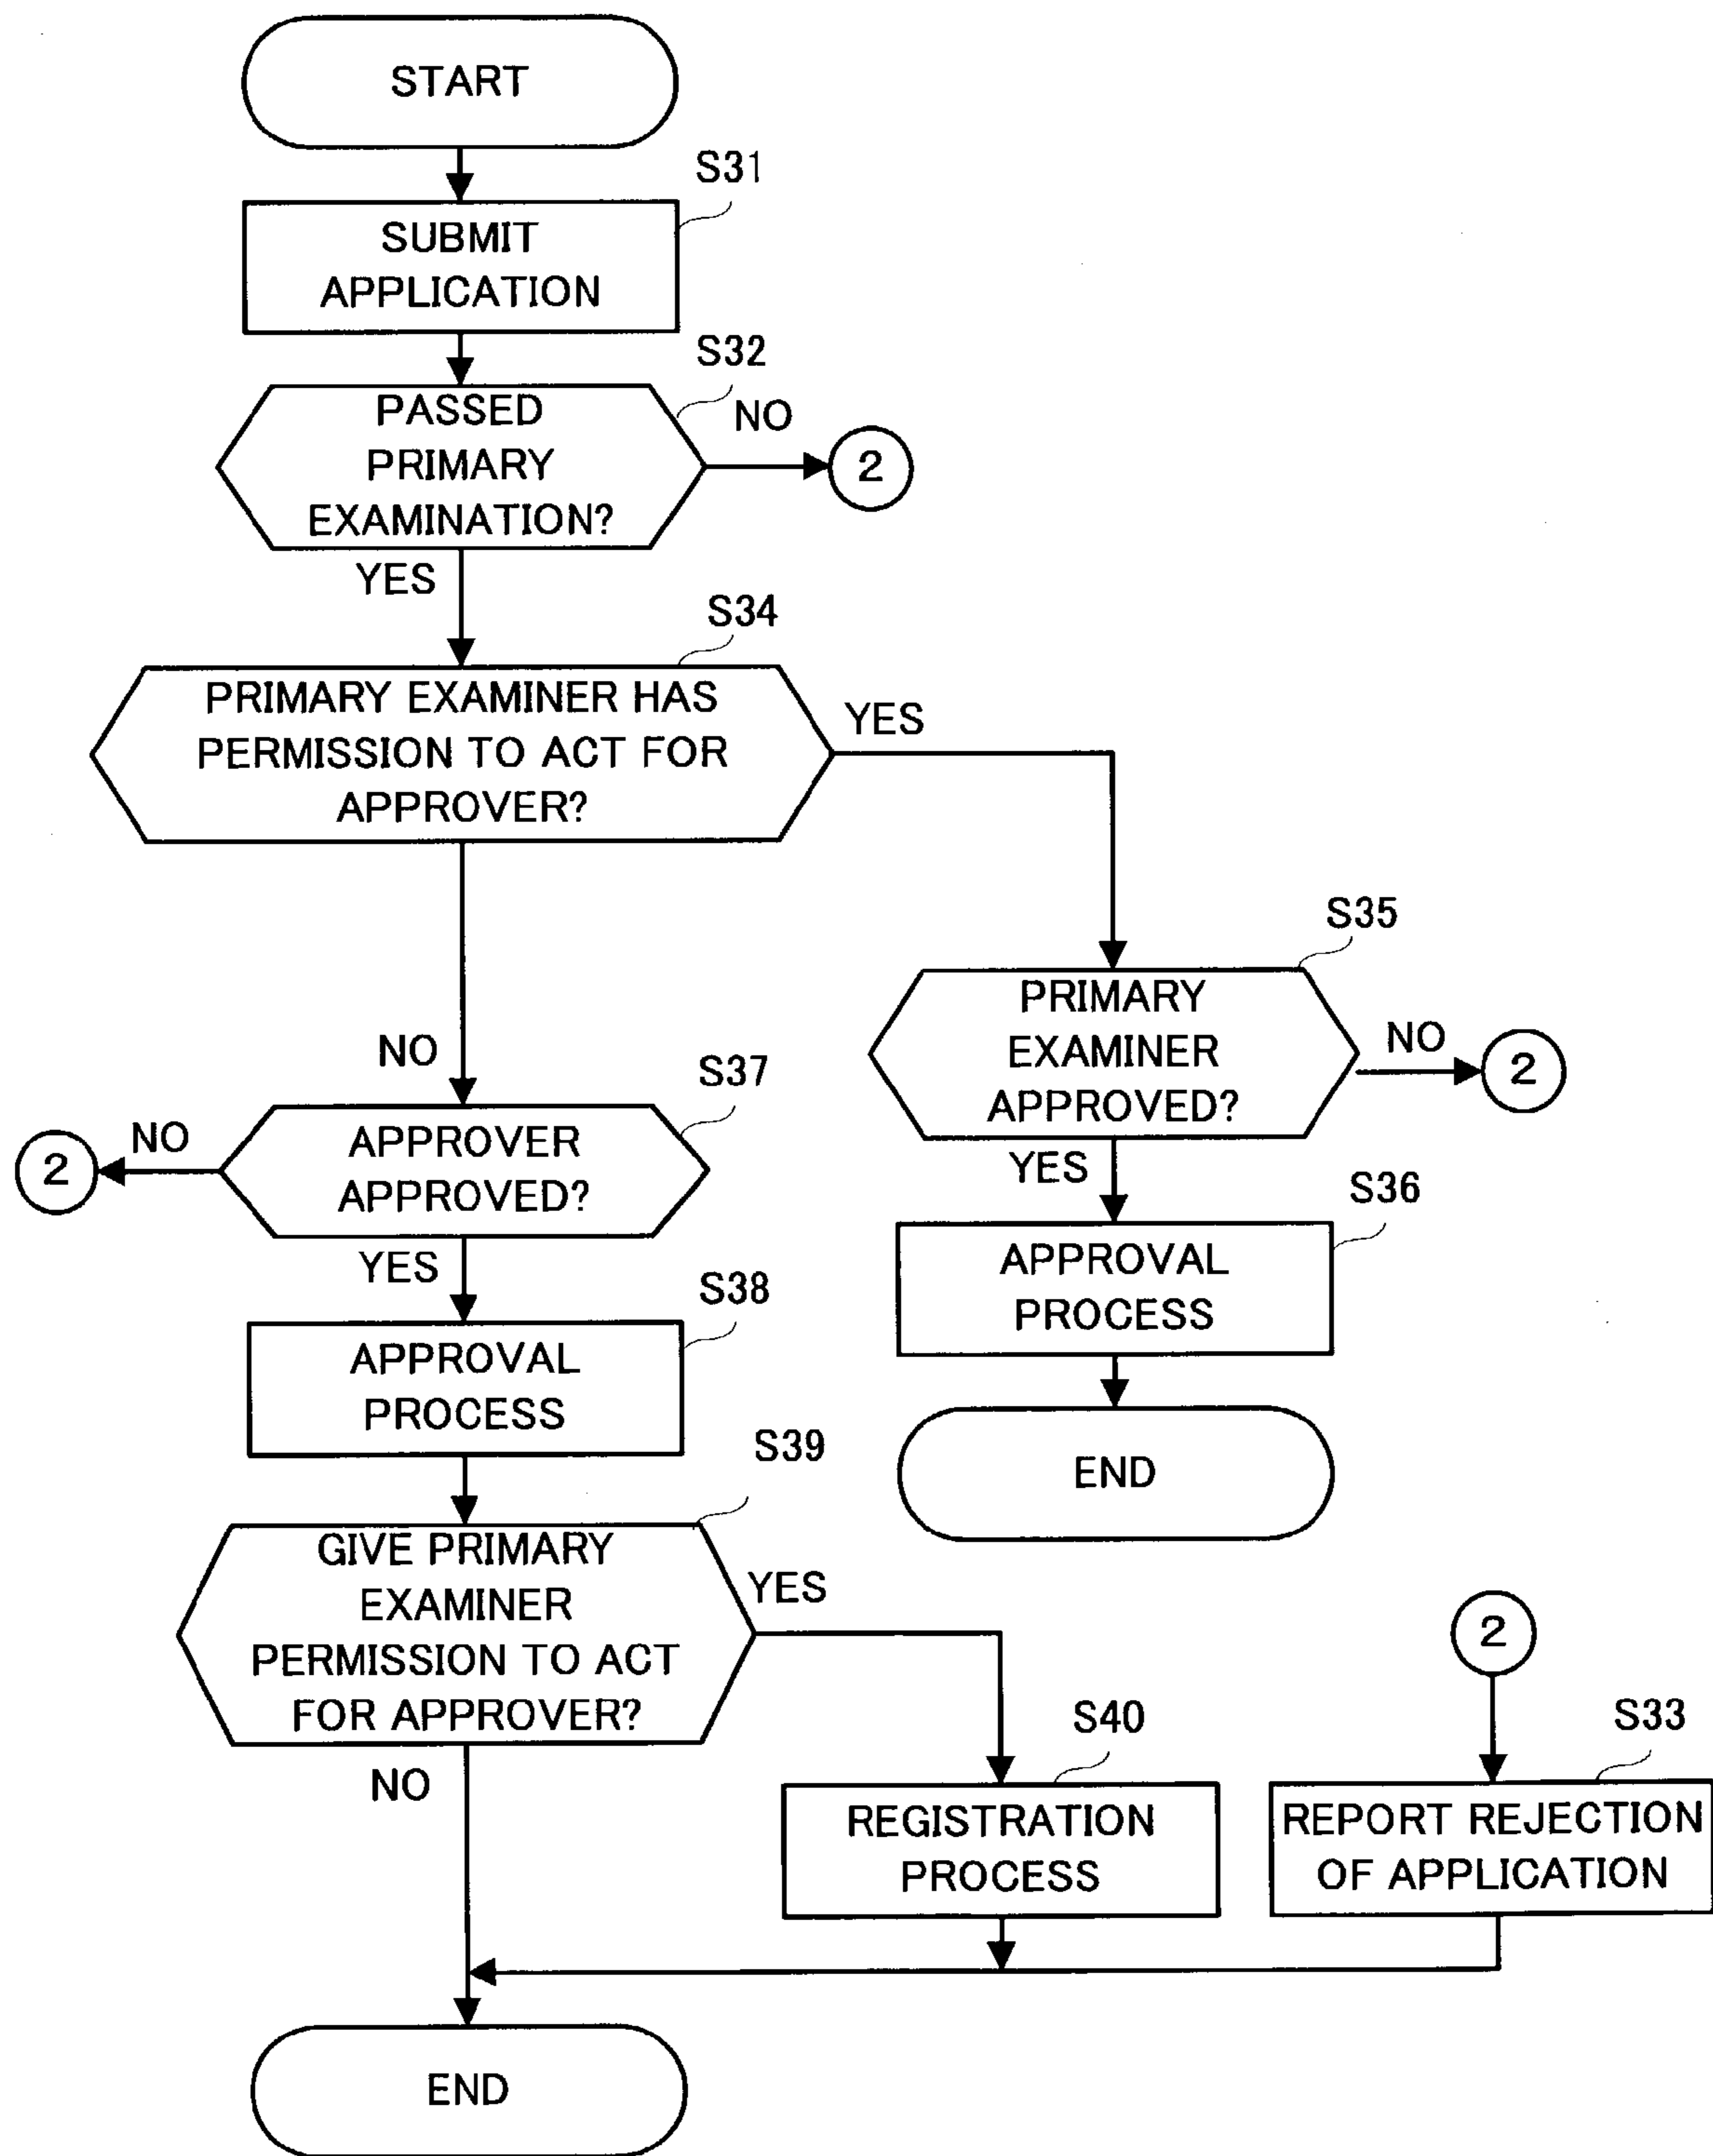 START
S31
SUBMIT
APPLICATION
S32
PASSED
PRIMARY
EXAMINATION?
NO
2
YES
S34
PRIMARY EXAMINER HAS
PERMISSION TO ACT FOR
APPROVER?
YES
S35
PRIMARY
EXAMINER
APPROVED?
NO
2
YES
S36
APPROVAL
PROCESS
END
NO
S37
APPROVER
APPROVED?
NO
2
YES
S38
APPROVAL
PROCESS
S39
GIVE PRIMARY
EXAMINER
PERMISSION TO ACT
FOR APPROVER?
YES
NO
S40
REGISTRATION
PROCESS
2
S33
REPORT REJECTION
OF APPLICATION
END